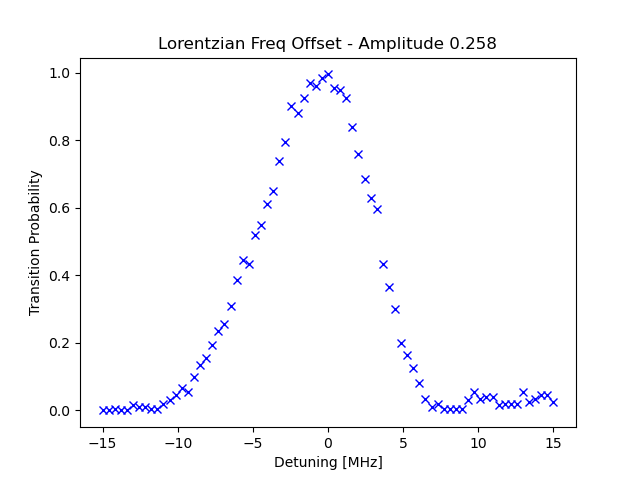 Lorentzian Freq Offset - Amplitude 0.258
1.0
0.8
0.6
0.4
0.2
0.0
Transition Probability
−15 −10 −5 0 5 10 15
Detuning [MHz]